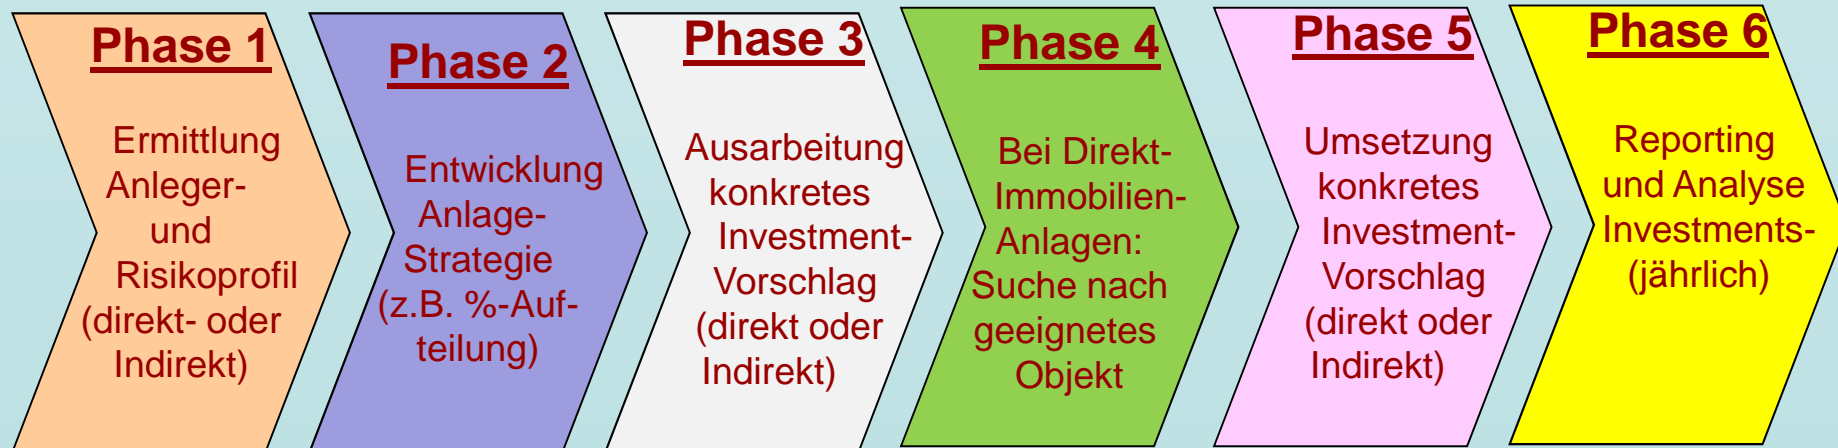 Phase 1
Ermittlung
Anleger-
und
Risikoprofil
(direkt- oder
Indirekt)
Phase 2
Entwicklung
Anlage-
Strategie
(z.B. %-Auf-
teilung)
Phase 3
Ausarbeitung
konkretes
Investment-
Vorschlag
(direkt oder
Indirekt)
Phase 4
Bei Direkt-
Immobilien-
Anlagen:
Suche nach
geeignetes
Objekt
Phase 5
Umsetzung
konkretes
Investment-
Vorschlag
(direkt oder
Indirekt)
Phase 6
Reporting
und Analyse
Investments-
(jährlich)